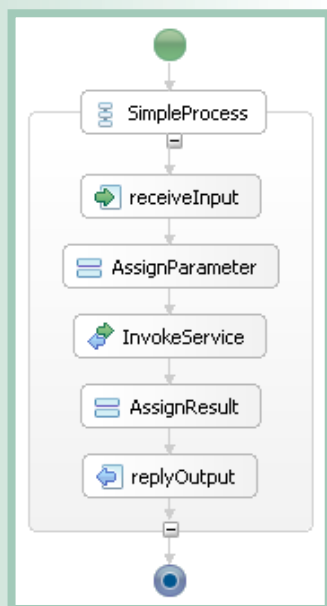 SimpleProcess
receiveInput
AssignParameter
InvokeService
AssignResult
replyOutput